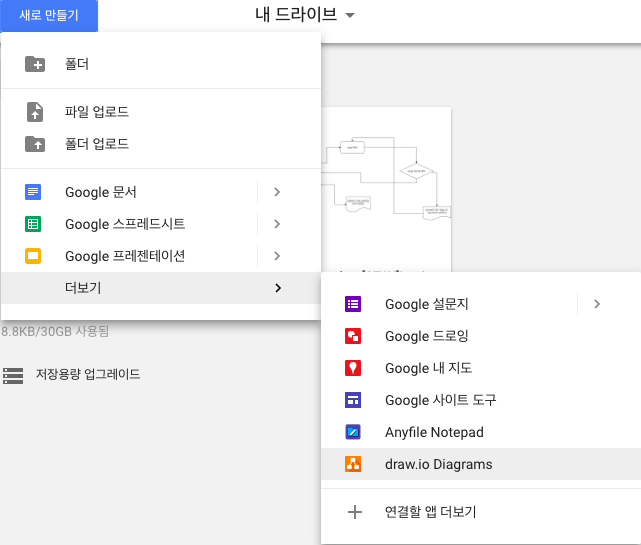 새로 만들기
내 드라이브
폴더
파일 업로드
폴더 업로드
Google 문서
Google 스프레드시트
Google 프레젠테이션
더보기
8.8KB/30GB 사용됨
저장용량 업그레이드
Google 설문지
Google 드로잉
Google 내 지도
Google 사이트 도구
Anyfile Notepad
draw.io Diagrams
연결할 앱 더보기